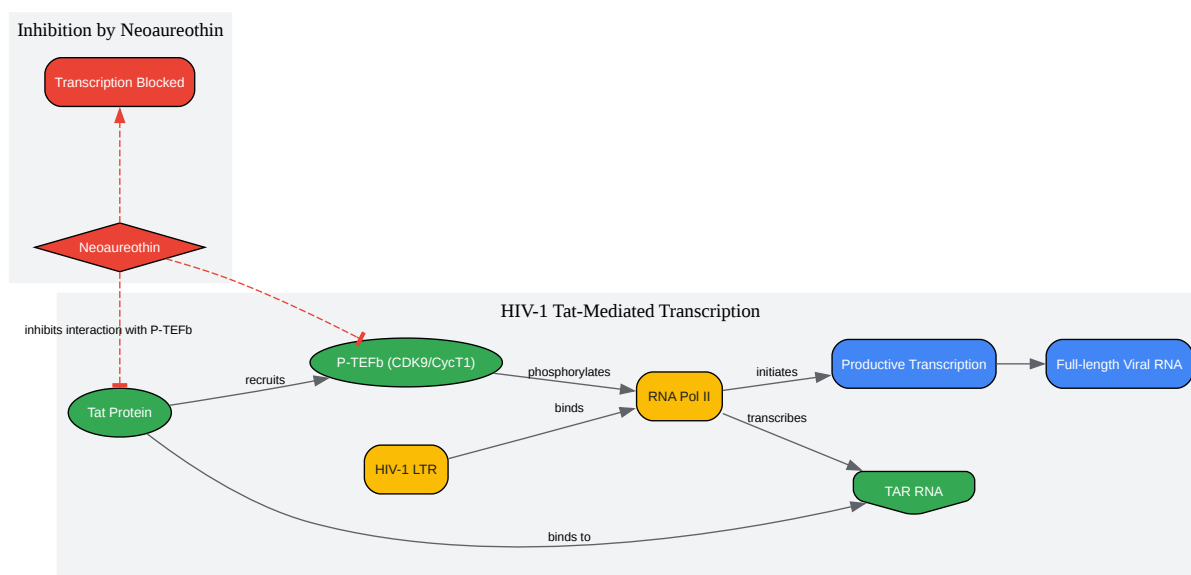 Inhibition by Neoaureothin
Transcription Blocked
Neoaureothin
inhibits interaction with P-TEFb
HIV-1 Tat-Mediated Transcription
P-TEFb (CDK9/CycT1)
Productive Transcription
Full-length Viral RNA
recruits
phosphorylates
initiates
RNA Pol II
Tat Protein
binds
transcribes
HIV-1 LTR
TAR RNA
binds to